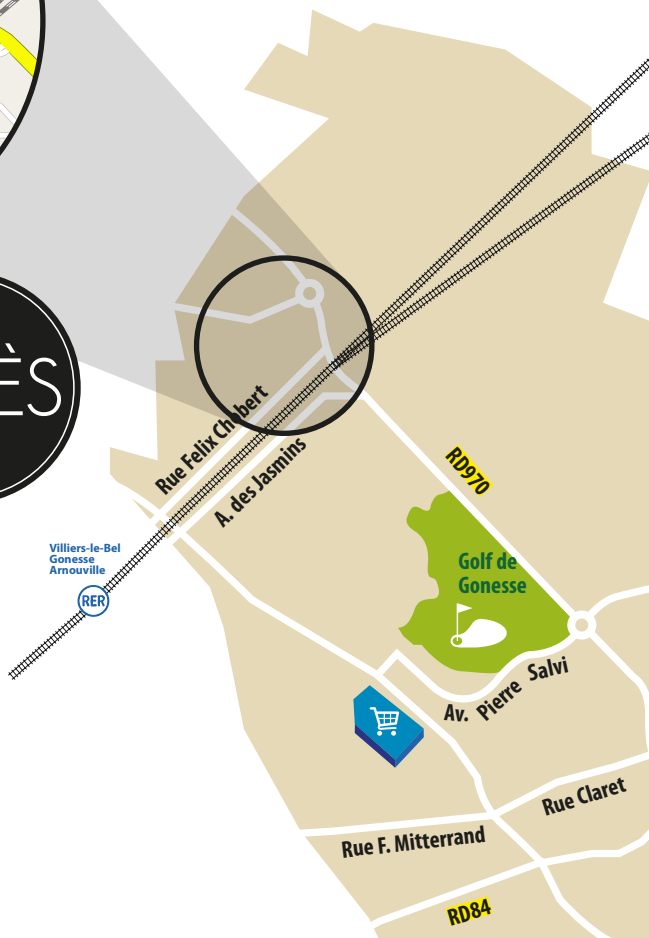 ÈS
Rue Felix Chobert
A. des Jasmins
RD970
Villiers-le-Bel
Gonesse
Arnouville
RER
Golf de
Gonesse
Av. Pierre Salvi
Rue Claret
Rue F. Mitterrand
RD84